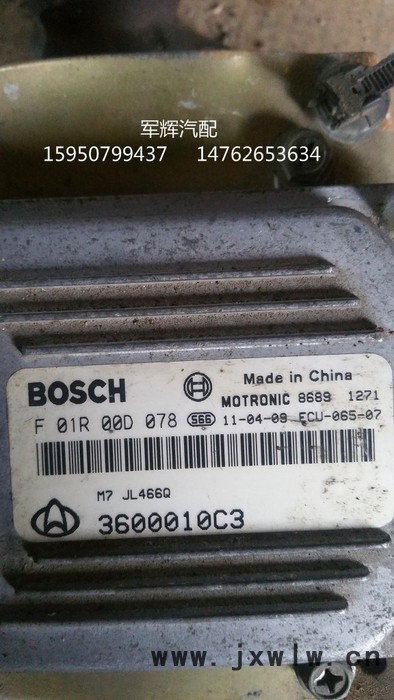 军辉汽配
15950799437 14762653634
BOSCH
Made in China
MOTRONIC 8689 1271
F 01R 00D 078 S66 11-04-09 ECU-065-07
M7 JL466Q
3600010C3
www.jxwlw.cn